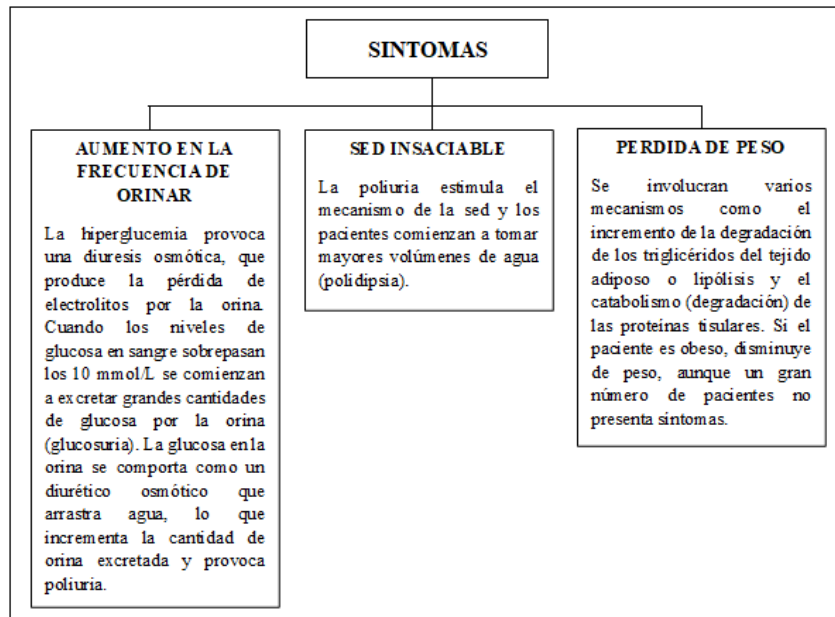 SINTOMAS
AUMENTO EN LA
FRECUENCIA DE
ORINAR
La hiperglucemia provoca
una diuresis osmótica, que
produce la pérdida de
electrolitos por la orina.
Cuando los niveles de
glucosa en sangre sobrepasan
los 10 mmol/L se comienzan
a excretar grandes cantidades
de glucosa por la orina
(glucosuria). La glucosa en la
orina se comporta como un
diurético osmótico que
arrastra agua, lo que
incrementa la cantidad de
orina excretada y provoca
poliuria.
SED INSACIABLE
La poliuria estimula el
mecanismo de la sed y los
pacientes comienzan a tomar
mayores volúmenes de agua
(polidipsia).
PERDIDA DE PESO
Se involucran varios
mecanismos como el
incremento de la degradación
de los triglicéridos del tejido
adiposo o lipólisis y el
catabolismo (degradación) de
las proteínas tisulares. Si el
paciente es obeso, disminuye
de peso, aunque un gran
número de pacientes no
presenta síntomas.